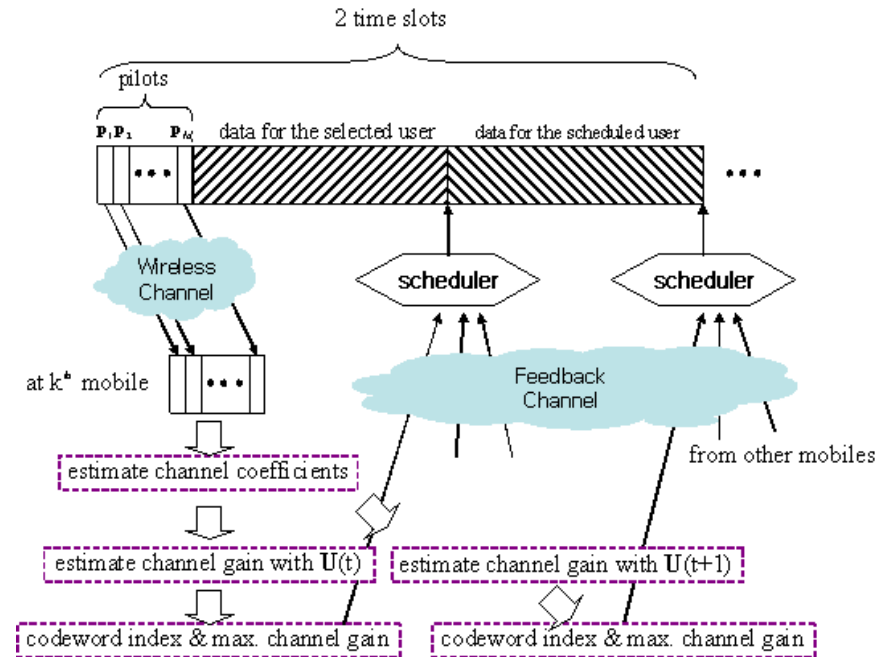 2 time slots
pilots
P₁ P₂ ... P_M
data for the selected user
data for the scheduled user
...
Wireless Channel
scheduler
scheduler
at kᵗʰ mobile
...
Feedback Channel
from other mobiles
estimate channel coefficients
estimate channel gain with U(t)
estimate channel gain with U(t+1)
codeword index & max. channel gain
codeword index & max. channel gain